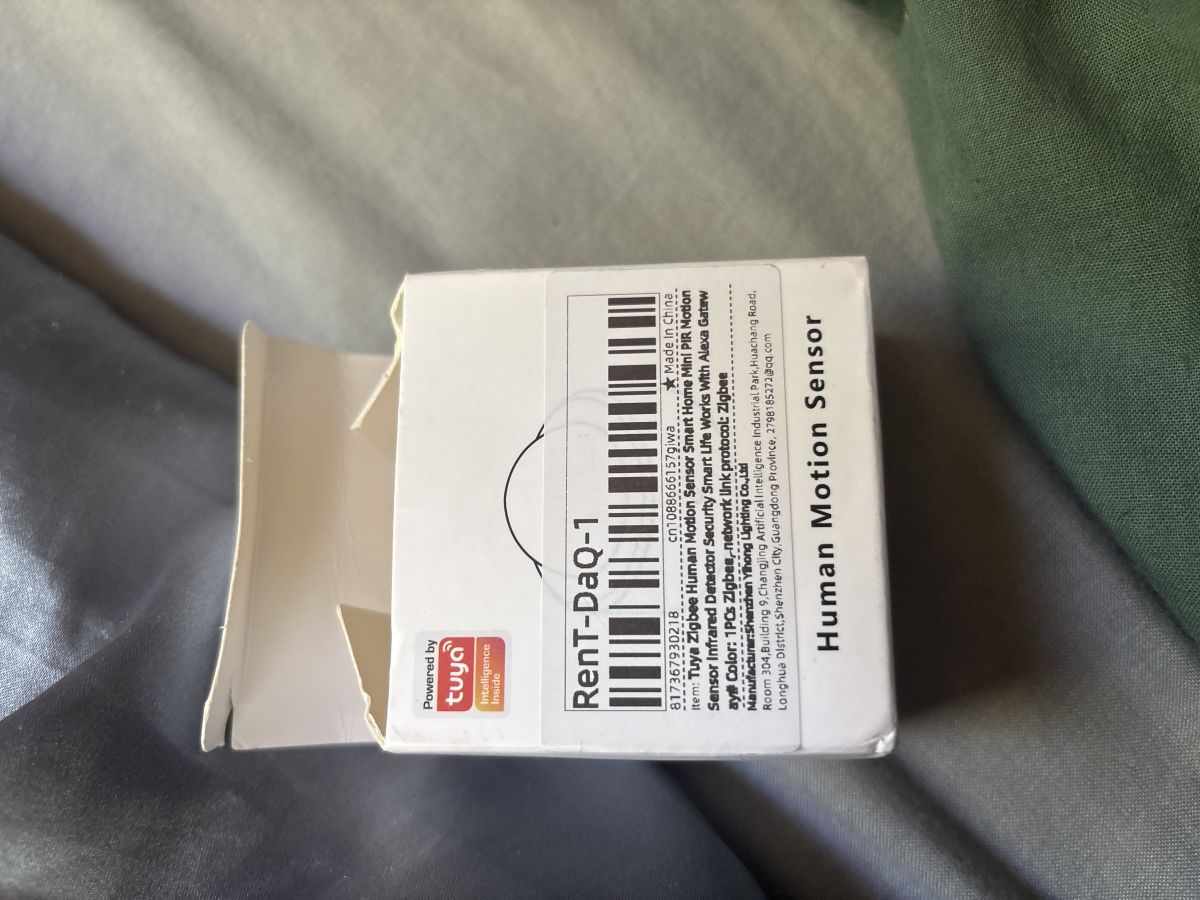 Powered by
tuya
Intelligence
Inside
RenT-DaQ-1
817367930218 cn1088666157giwa ★ Made In China
Item: Tuya Zigbee Human Motion Sensor Smart Home Mini PIR Motion
Sensor Infrared Detector Security Smart Life Works With Alexa Gatew
ay# Color: 1PCs Zigbee, network link protocol: Zigbee
Manufacturer:Shenzhen Yihong Lighting Co.,Ltd
Room 304,Building 9,Changjing Artificial Intelligence Industrial Park,Huachang Road,
Longhua District,Shenzhen City,Guangdong Province, 2798185272@qq.com
Human Motion Sensor